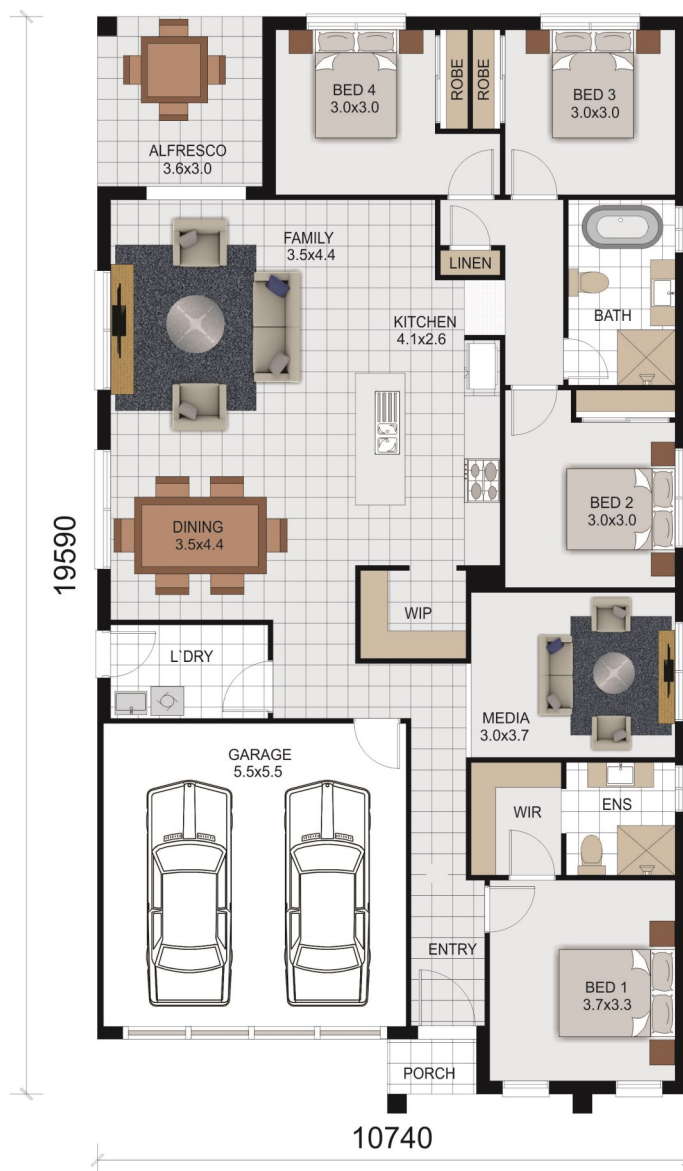 BED 4
3.0x3.0
ROBE
ROBE
BED 3
3.0x3.0
ALFRESCO
3.6x3.0
FAMILY
3.5x4.4
LINEN
KITCHEN
4.1x2.6
BATH
DINING
3.5x4.4
BED 2
3.0x3.0
19590
WIP
L`DRY
MEDIA
3.0x3.7
GARAGE
5.5x5.5
WIR
ENS
ENTRY
BED 1
3.7x3.3
PORCH
10740